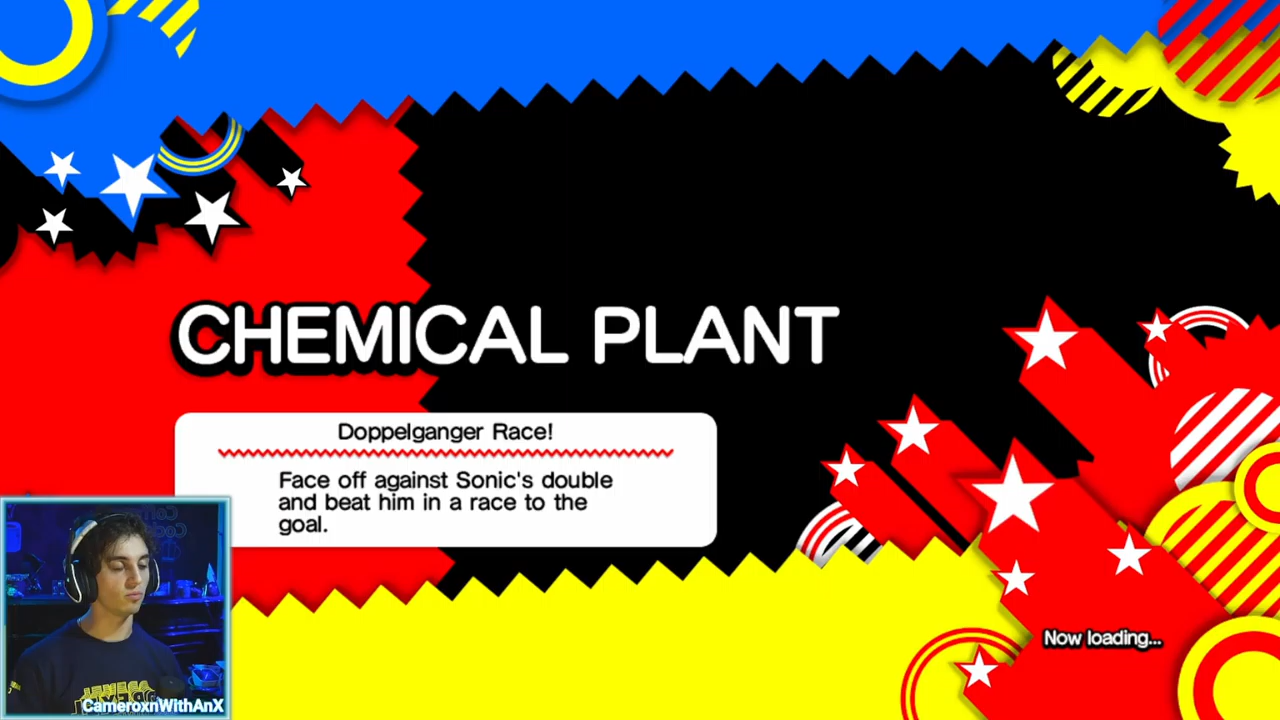 CHEMICAL PLANT
Doppelganger Race!
Face off against Sonic's double
and beat him in a race to the
goal.
Now loading...
CameroxnWithAnX